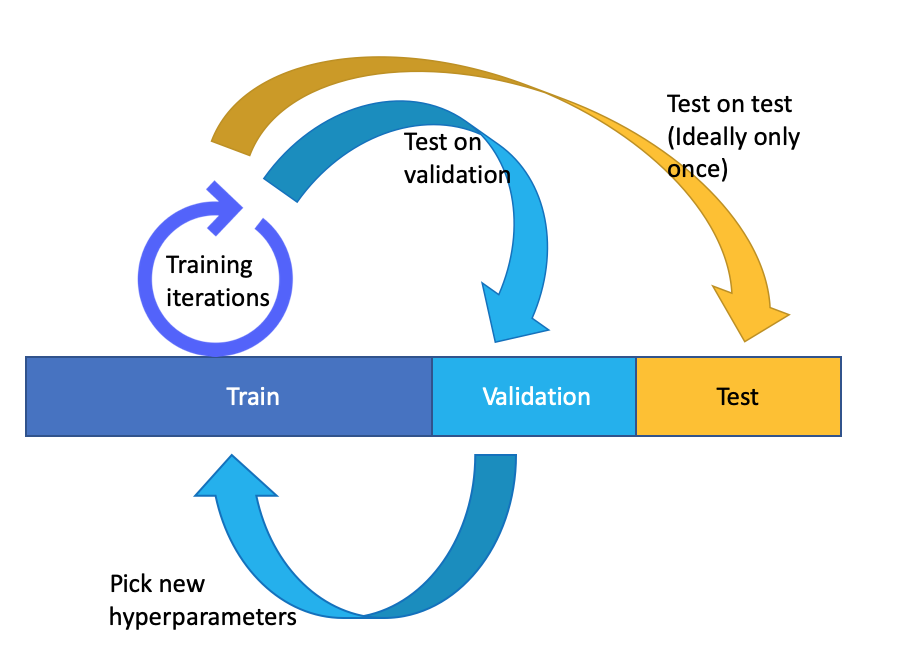 Test on test
(Ideally only
once)
Test on
validation
Training
iterations
Train
Validation
Test
Pick new
hyperparameters